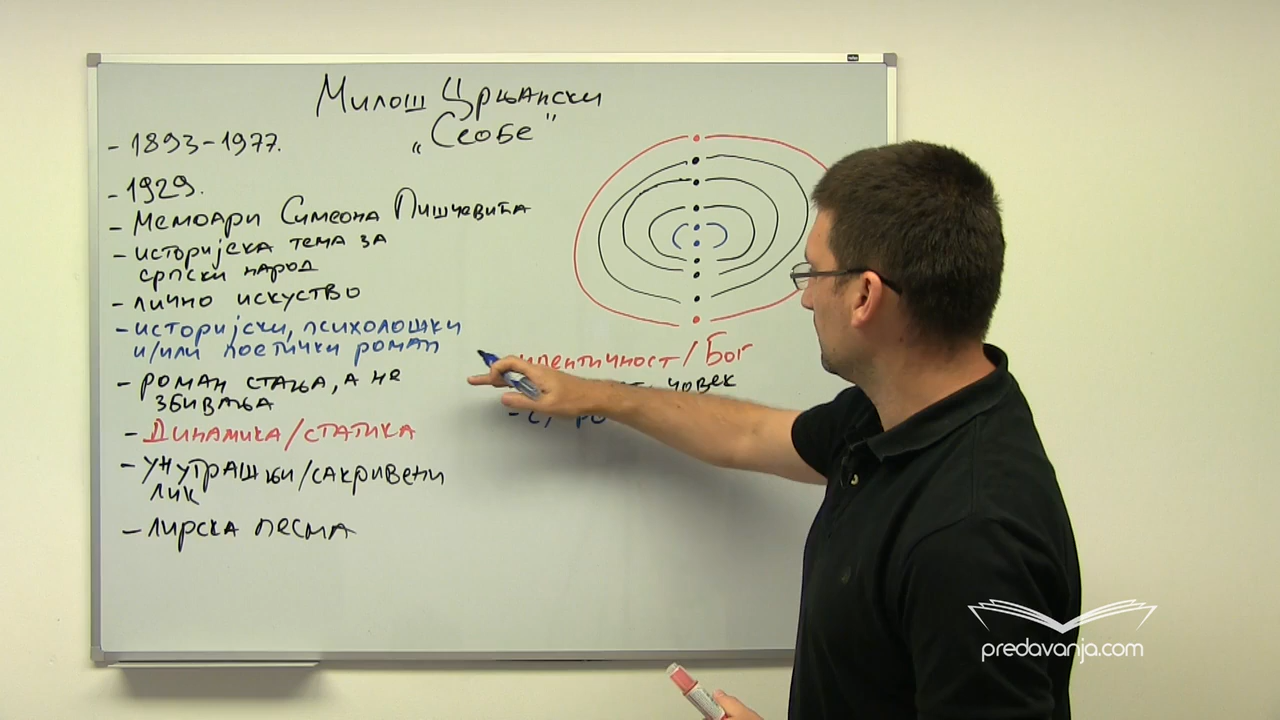 Милош Црњански
„Сеобе"
- 1893-1977.
- 1929.
- Мемоари Симеона Пишчевића
- историјска тема за
српски народ
- лично искуство
- историјски, психолошки
и/или поетички роман
- роман стања, а не
збивања
- Динамика/статика
- унутрашњи/сакривени
лик
- лирска песма
/ Бог
човек
predavanja.com